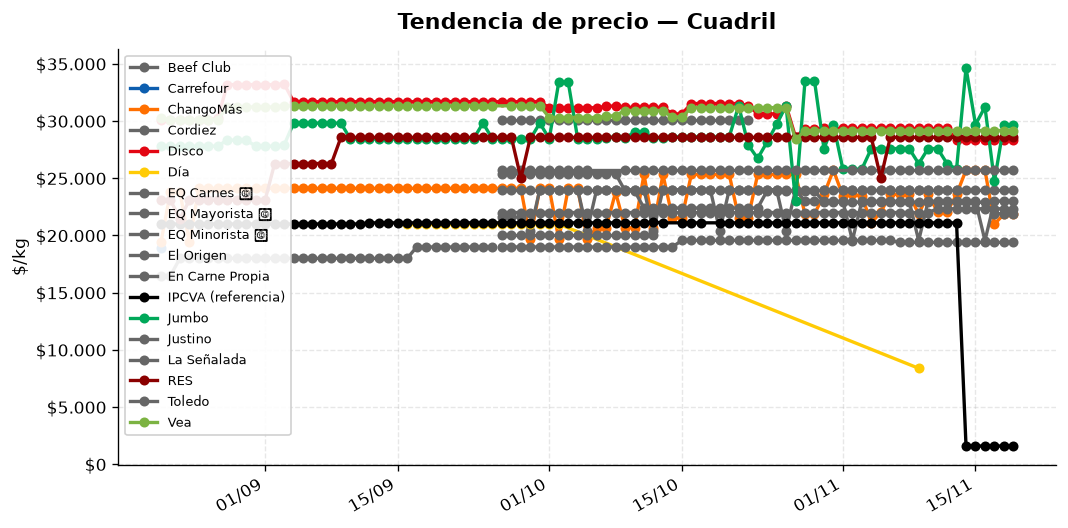 Tendencia de precio — Cuadril
$/kg
$35.000
$30.000
$25.000
$20.000
$15.000
$10.000
$5.000
$0
Beef Club
Carrefour
ChangoMás
Cordiez
Disco
Día
EQ Carnes
EQ Mayorista
EQ Minorista
El Origen
En Carne Propia
IPCVA (referencia)
Jumbo
Justino
La Señalada
RES
Toledo
Vea
01/09
15/09
01/10
15/10
01/11
15/11